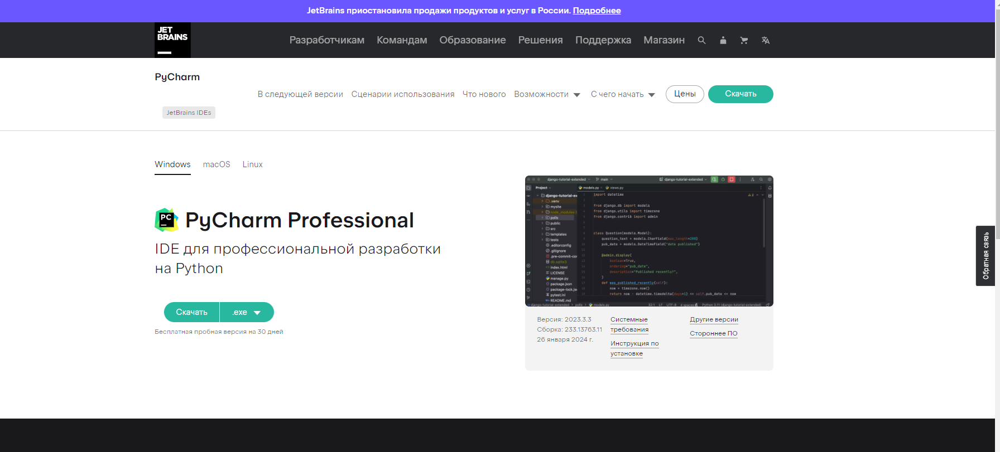 JetBrains приостановила продажи продуктов и услуг в России. Подробнее
JET
BRAINS
Разработчикам Командам Образование Решения Поддержка Магазин
PyCharm
В следующей версии Сценарии использования Что нового Возможности С чего начать Цены Скачать
JetBrains IDEs
Windows macOS Linux
PC PyCharm Professional
IDE для профессиональной разработки
на Python
Скачать .exe
Бесплатная пробная версия на 30 дней
django-tutorial-extended main django-tutorial-extended
Project
models.py views.py
django-tutorial-ex
.venv
mysite
node_modules
polls
public
src
templates
tests
.editorconfig
.gitignore
.pre-commit-co
db.sqlite3
index.html
LICENSE
manage.py
package.json
package-lock.js
pytest.ini
README.md
import datetime
from django.db import models
from django.utils import timezone
from django.contrib import admin
class Question(models.Model):
question_text = models.CharField(max_length=200)
pub_date = models.DateTimeField("date published")
@admin.display(
boolean=True,
ordering="pub_date",
description="Published recently?",
)
def was_published_recently(self):
now = timezone.now()
return now - datetime.timedelta(days=1) <= self.pub_date <= now
django-tutorial-extended > polls > models.py 32:1 LF UTF-8 4 spaces Python 3.11 (django-tutorial-extended)
Версия: 2023.3.3
Сборка: 233.13763.11
26 января 2024 г.
Системные
требования
Инструкция по
установке
Другие версии
Стороннее ПО
Обратная связь